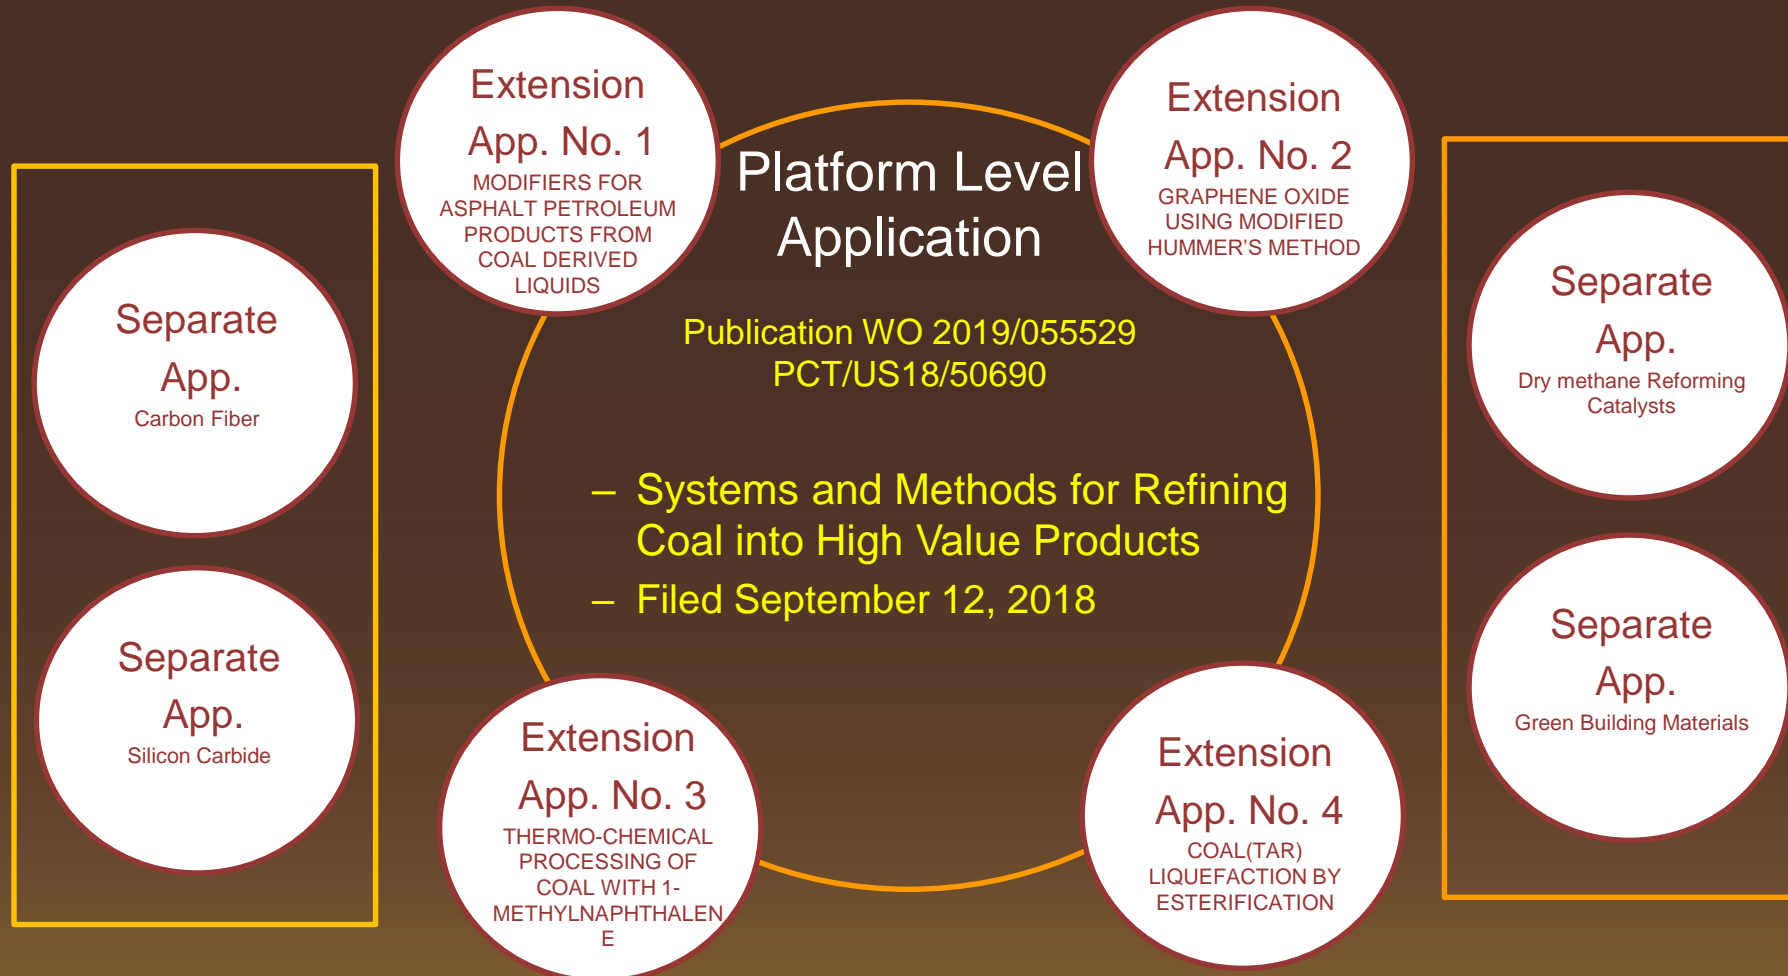 Extension
App. No. 1
MODIFIERS FOR
ASPHALT PETROLEUM
PRODUCTS FROM
COAL DERIVED
LIQUIDS
Platform Level
Application
Extension
App. No. 2
GRAPHENE OXIDE
USING MODIFIED
HUMMER’S METHOD
Publication WO 2019/055529
PCT/US18/50690
– Systems and Methods for Refining
Coal into High Value Products
– Filed September 12, 2018
Separate
App.
Carbon Fiber
Separate
App.
Silicon Carbide
Separate
App.
Dry methane Reforming
Catalysts
Separate
App.
Green Building Materials
Extension
App. No. 3
THERMO-CHEMICAL
PROCESSING OF
COAL WITH 1-
METHYLNAPHTHALEN
E
Extension
App. No. 4
COAL(TAR)
LIQUEFACTION BY
ESTERIFICATION